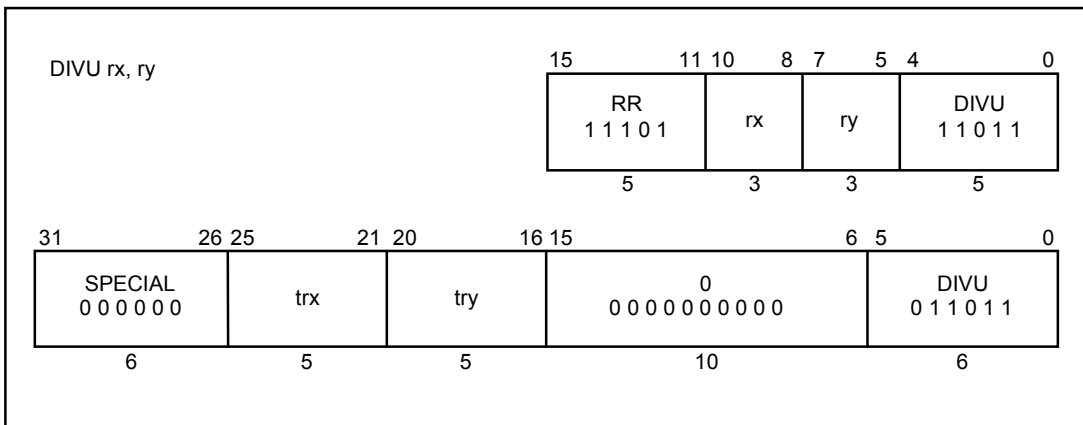 DIVU rx, ry
15 11 10 8 7 5 4 0
RR rx ry DIVU
1 1 1 0 1 1 1 0 1 1
5 3 3 5
31 26 25 21 20 16 15 6 5 0
SPECIAL trx try 0 DIVU
0 0 0 0 0 0 0 0 0 0 0 0 0 0 0 0 0 1 1 0 1 1
6 5 5 10 6